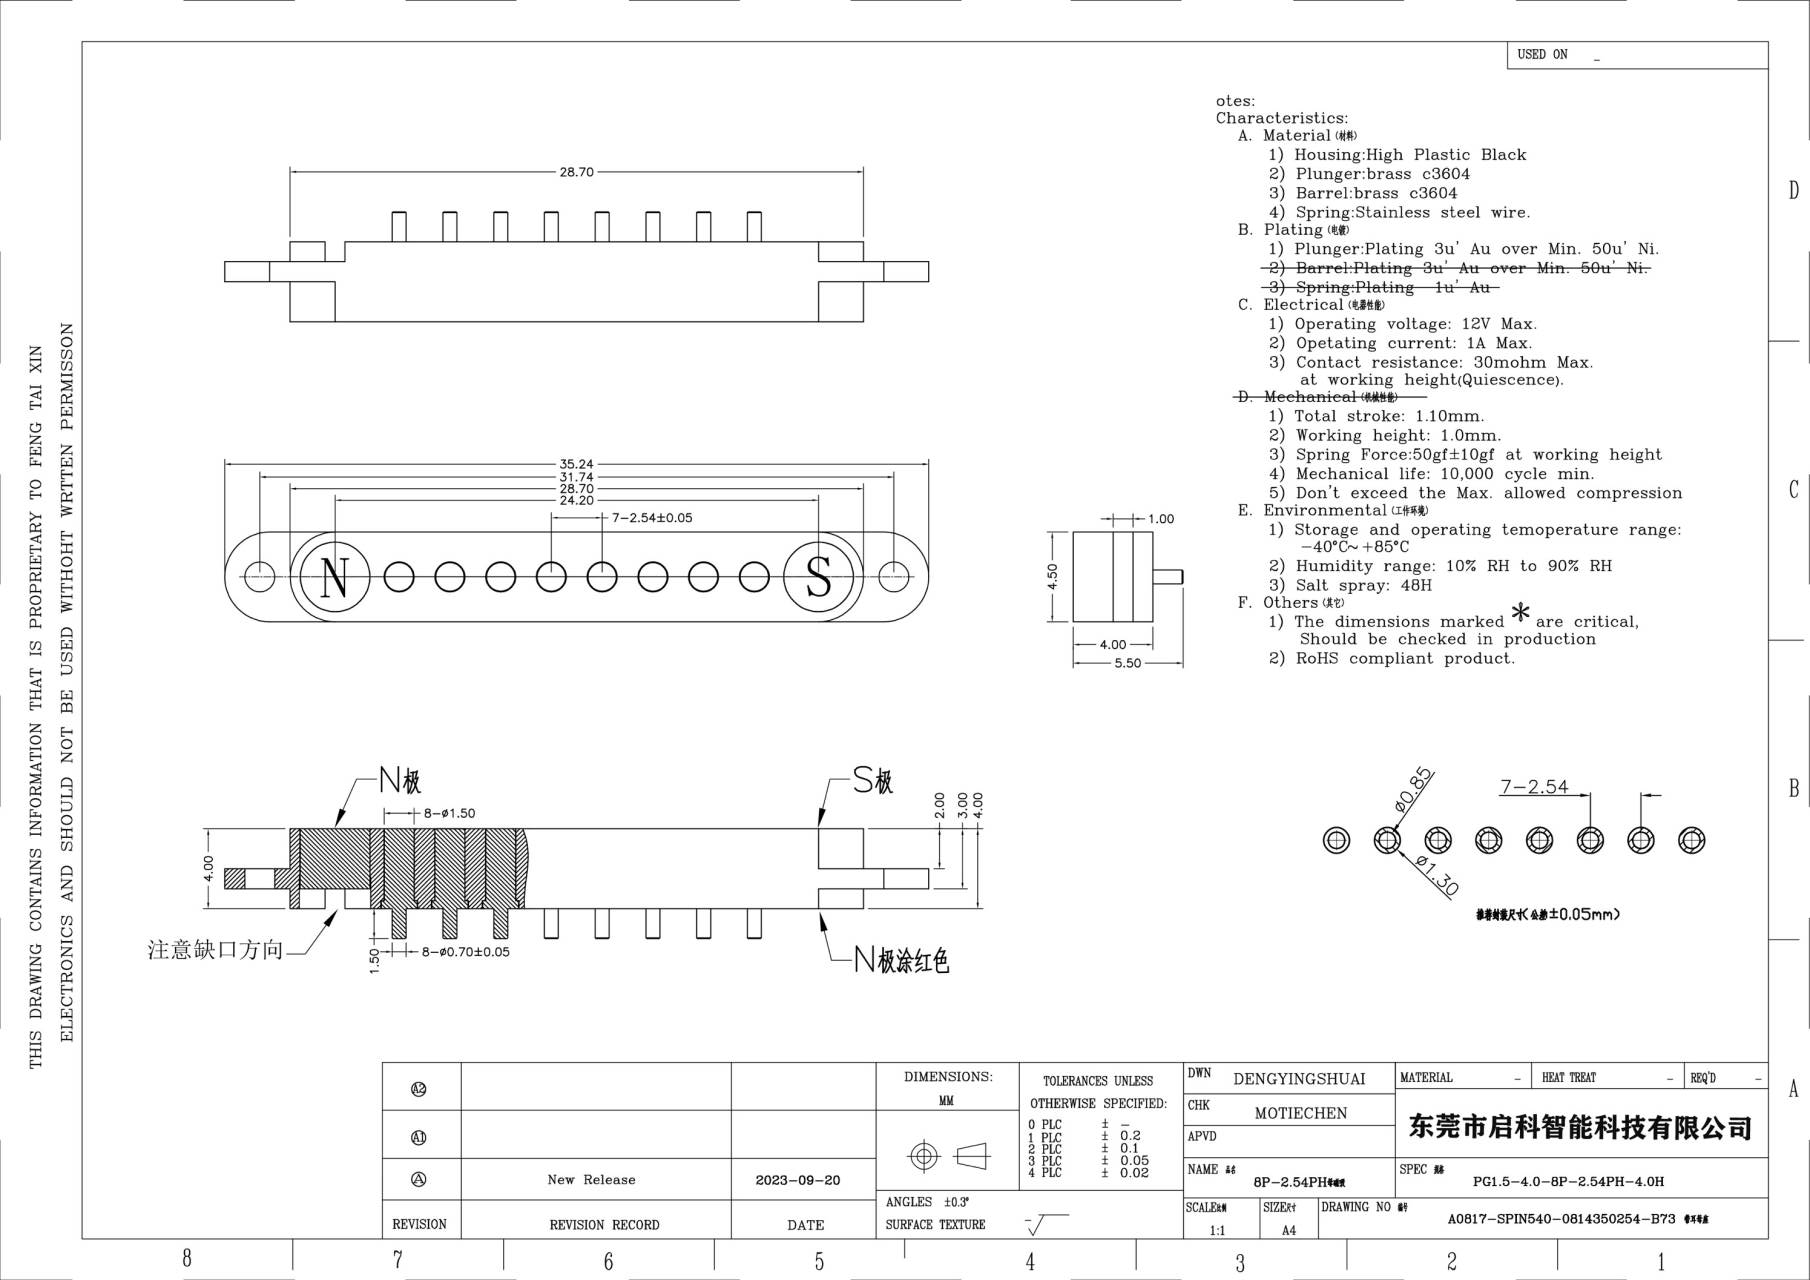 USED ON -
otes:
Characteristics:
A. Material (材料)
1) Housing:High Plastic Black
2) Plunger:brass c3604
3) Barrel:brass c3604
4) Spring:Stainless steel wire.
B. Plating (电镀)
1) Plunger:Plating 3u' Au over Min. 50u' Ni.
2) Barrel:Plating 3u' Au over Min. 50u' Ni.
3) Spring:Plating 1u' Au
C. Electrical (电器性能)
1) Operating voltage: 12V Max.
2) Opetating current: 1A Max.
3) Contact resistance: 30mohm Max.
at working height(Quiescence).
D. Mechanical (机械性能)
1) Total stroke: 1.10mm.
2) Working height: 1.0mm.
3) Spring Force:50gf±10gf at working height
4) Mechanical life: 10,000 cycle min.
5) Don't exceed the Max. allowed compression
E. Environmental (工作环境)
1) Storage and operating temoperature range:
-40°C~+85°C
2) Humidity range: 10% RH to 90% RH
3) Salt spray: 48H
F. Others (其它)
1) The dimensions marked * are critical,
Should be checked in production
2) RoHS compliant product.
28.70
35.24
31.74
28.70
24.20
7-2.54±0.05
N
S
1.00
4.50
4.00
5.50
N极
S极
8-ø1.50
4.00
2.00
3.00
4.00
注意缺口方向
1.50
8-ø0.70±0.05
N极涂红色
ø0.85
7-2.54
ø1.30
推荐封装尺寸(公差±0.05mm)
THIS DRAWING CONTAINS INFORMATION THAT IS PROPRIETARY TO FENG TAI XIN
ELECTRONICS AND SHOULD NOT BE USED WITHOHT WRTTEN PERMISSON
D
C
B
A
A2
A1
A
New Release
2023-09-20
REVISION
REVISION RECORD
DATE
DIMENSIONS:
MM
ANGLES ±0.3°
SURFACE TEXTURE
TOLERANCES UNLESS
OTHERWISE SPECIFIED:
0 PLC ± -
1 PLC ± 0.2
2 PLC ± 0.1
3 PLC ± 0.05
4 PLC ± 0.02
DWN DENGYINGSHUAI
CHK MOTIECHEN
APVD
NAME 品名
8P-2.54PH
SCALE比例
1:1
SIZE尺寸
A4
MATERIAL -
HEAT TREAT -
REQ'D -
东莞市启科智能科技有限公司
SPEC 规格
PG1.5-4.0-8P-2.54PH-4.0H
DRAWING NO 编号
A0817-SPIN540-0814350254-B73
8 7 6 5 4 3 2 1